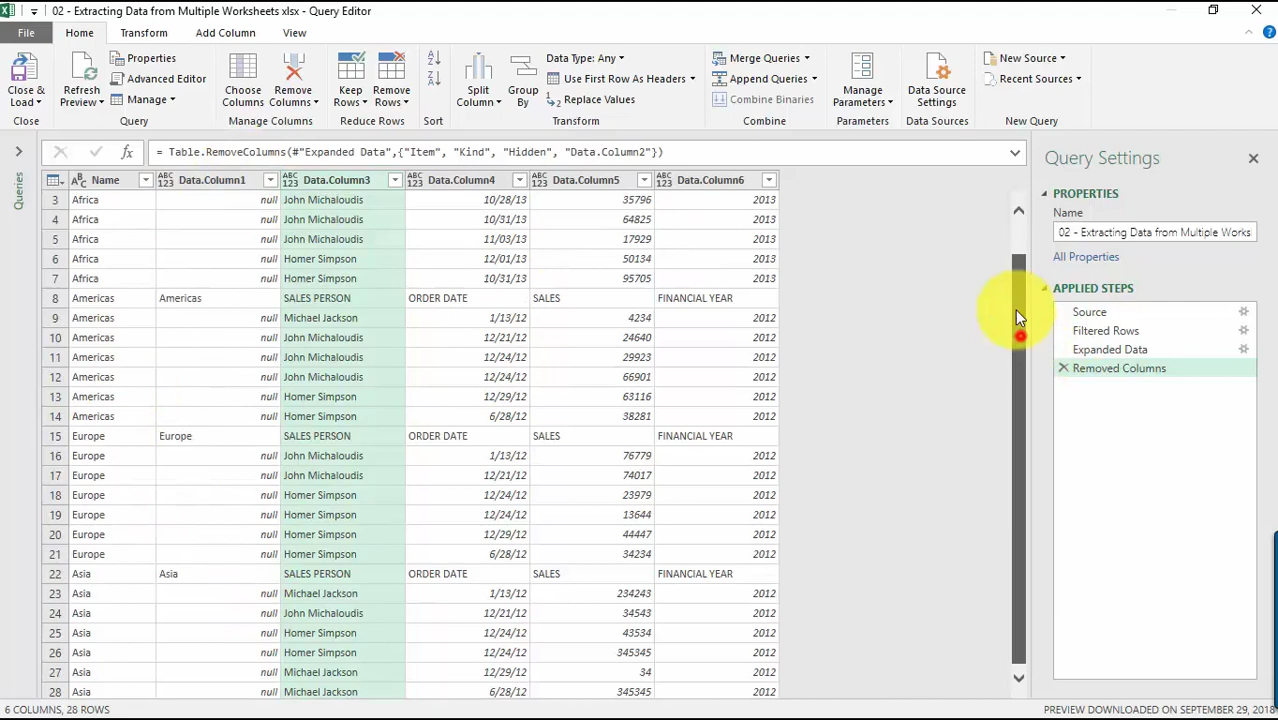 02 - Extracting Data from Multiple Worksheets xlsx - Query Editor
File Home Transform Add Column View
Close & Load
Close
Refresh Preview
Properties
Advanced Editor
Manage
Query
Choose Columns
Remove Columns
Manage Columns
Keep Rows
Remove Rows
Reduce Rows
Sort
Split Column
Group By
Data Type: Any
Use First Row As Headers
Replace Values
Transform
Merge Queries
Append Queries
Combine Binaries
Combine
Manage Parameters
Parameters
Data Source Settings
Data Sources
New Source
Recent Sources
New Query
Queries
fx = Table.RemoveColumns(#"Expanded Data",{"Item", "Kind", "Hidden", "Data.Column2"})
Name Data.Column1 Data.Column3 Data.Column4 Data.Column5 Data.Column6
3 Africa null John Michaloudis 10/28/13 35796 2013
4 Africa null John Michaloudis 10/31/13 64825 2013
5 Africa null John Michaloudis 11/03/13 17929 2013
6 Africa null Homer Simpson 12/01/13 50134 2013
7 Africa null Homer Simpson 10/31/13 95705 2013
8 Americas Americas SALES PERSON ORDER DATE SALES FINANCIAL YEAR
9 Americas null Michael Jackson 1/13/12 4234 2012
10 Americas null John Michaloudis 12/21/12 24640 2012
11 Americas null John Michaloudis 12/24/12 29923 2012
12 Americas null John Michaloudis 12/24/12 66901 2012
13 Americas null Homer Simpson 12/29/12 63116 2012
14 Americas null Homer Simpson 6/28/12 38281 2012
15 Europe Europe SALES PERSON ORDER DATE SALES FINANCIAL YEAR
16 Europe null John Michaloudis 1/13/12 76779 2012
17 Europe null John Michaloudis 12/21/12 74017 2012
18 Europe null Homer Simpson 12/24/12 23979 2012
19 Europe null Homer Simpson 12/24/12 13644 2012
20 Europe null Homer Simpson 12/29/12 44447 2012
21 Europe null Homer Simpson 6/28/12 34234 2012
22 Asia Asia SALES PERSON ORDER DATE SALES FINANCIAL YEAR
23 Asia null Michael Jackson 1/13/12 234243 2012
24 Asia null John Michaloudis 12/21/12 34543 2012
25 Asia null Homer Simpson 12/24/12 43534 2012
26 Asia null Homer Simpson 12/24/12 345345 2012
27 Asia null Michael Jackson 12/29/12 34 2012
28 Asia null Michael Jackson 6/28/12 345345 2012
Query Settings
PROPERTIES
Name
02 - Extracting Data from Multiple Works
All Properties
APPLIED STEPS
Source
Filtered Rows
Expanded Data
Removed Columns
6 COLUMNS, 28 ROWS
PREVIEW DOWNLOADED ON SEPTEMBER 29, 2018